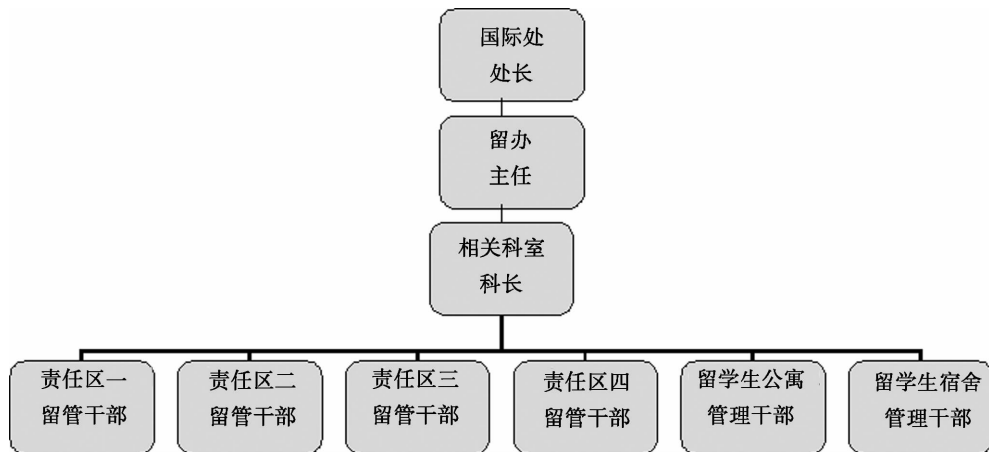 国际处
处长
留办
主任
相关科室
科长
责任区一
留管干部
责任区二
留管干部
责任区三
留管干部
责任区四
留管干部
留学生公寓
管理干部
留学生宿舍
管理干部